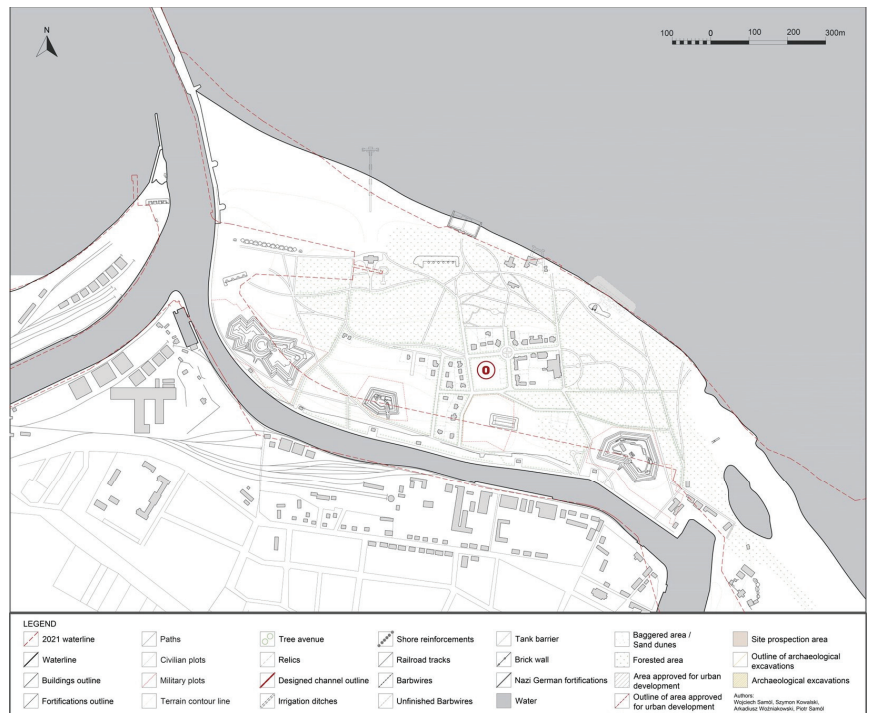 N
100 0 100 200 300m
0
LEGEND
2021 waterline
Waterline
Buildings outline
Fortifications outline
Paths
Civilian plots
Military plots
Terrain contour line
Tree avenue
Relics
Designed channel outline
Irrigation ditches
Shore reinforcements
Railroad tracks
Barbwires
Unfinished Barbwires
Tank barrier
Brick wall
Nazi German fortifications
Water
Baggered area /
Sand dunes
Forested area
Area approved for urban
development
Outline of area approved
for urban development
Site prospection area
Outline of archaeological
excavations
Archaeological excavations
Authors:
Wojciech Samól, Szymon Kowalski,
Arkadiusz Woźniakowski, Piotr Samól